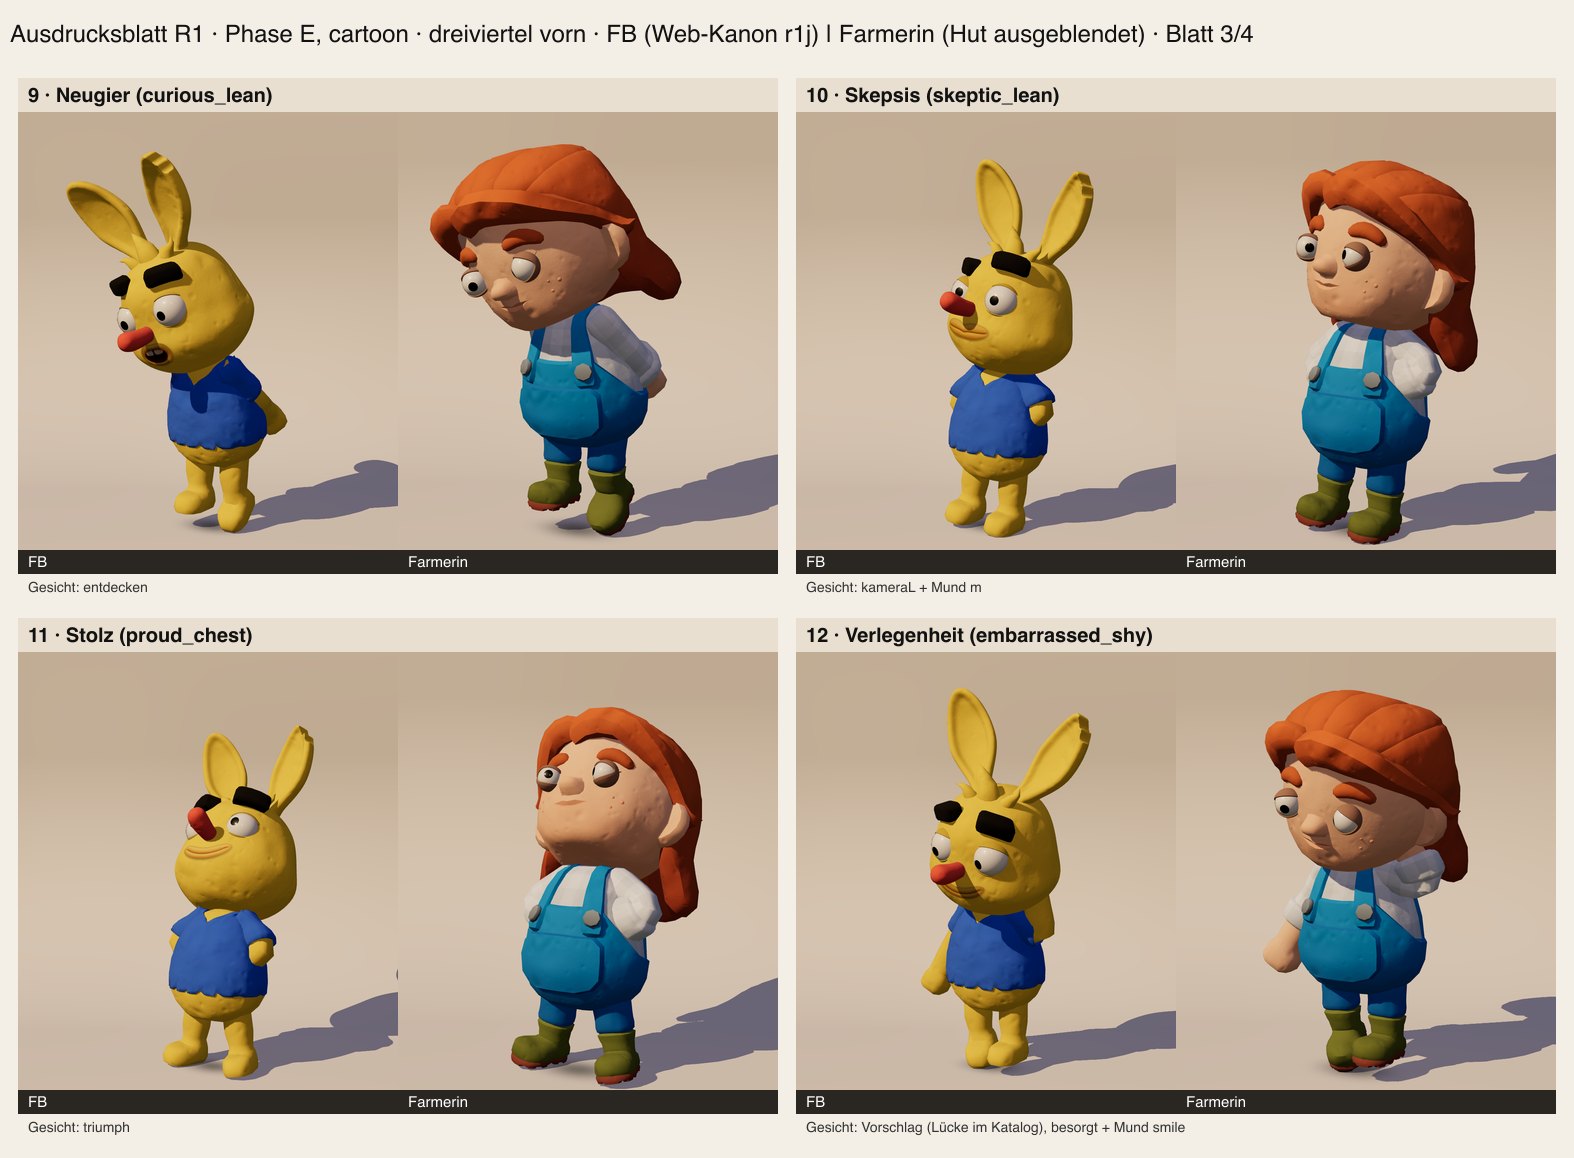 Ausdrucksblatt R1 · Phase E, cartoon · dreiviertel vorn · FB (Web-Kanon r1j) | Farmerin (Hut ausgeblendet) · Blatt 3/4
9 · Neugier (curious_lean)
FB
Farmerin
Gesicht: entdecken
10 · Skepsis (skeptic_lean)
FB
Farmerin
Gesicht: kameraL + Mund m
11 · Stolz (proud_chest)
FB
Farmerin
Gesicht: triumph
12 · Verlegenheit (embarrassed_shy)
FB
Farmerin
Gesicht: Vorschlag (Lücke im Katalog), besorgt + Mund smile